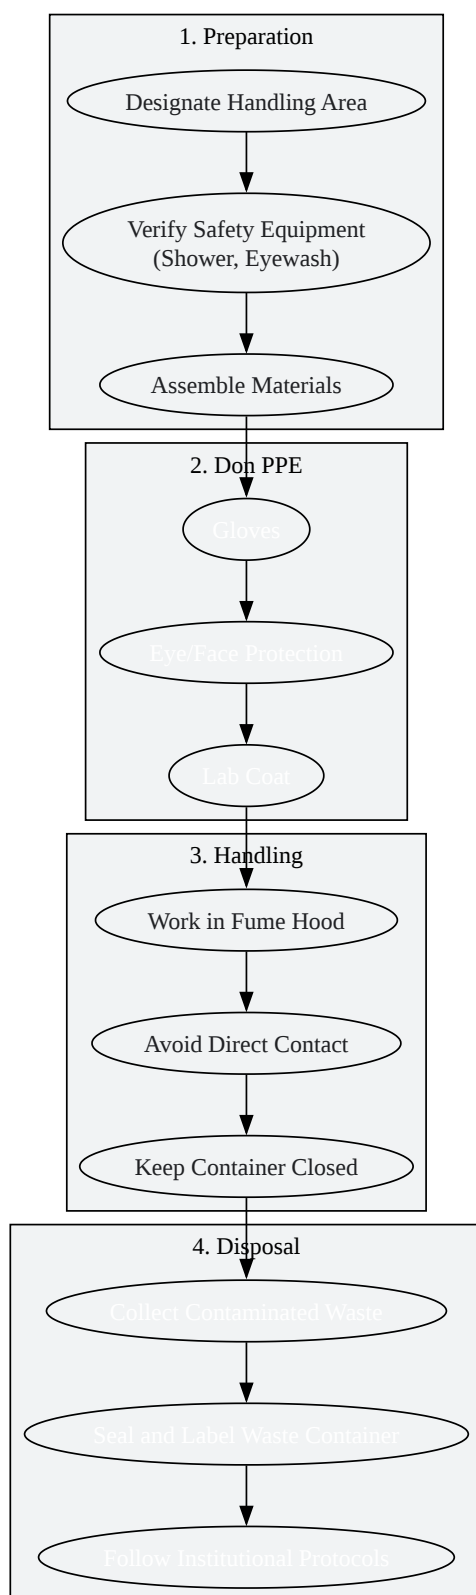 1. Preparation
Designate Handling Area
Verify Safety Equipment
(Shower, Eyewash)
Assemble Materials
2. Don PPE
Gloves
Eye/Face Protection
Lab Coat
3. Handling
Work in Fume Hood
Avoid Direct Contact
Keep Container Closed
4. Disposal
Collect Contaminated Waste
Seal and Label Waste Container
Follow Institutional Protocols